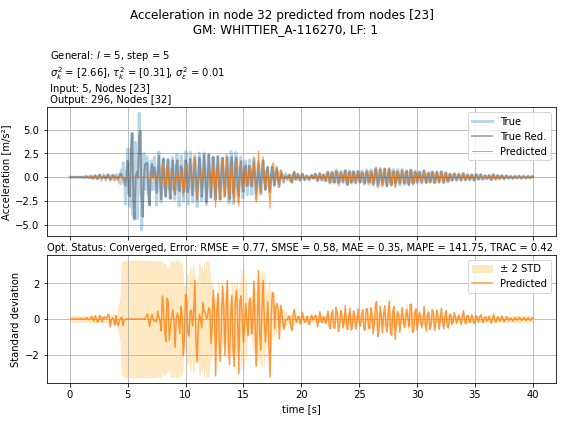 Acceleration in node 32 predicted from nodes [23]
GM: WHITTIER_A-116270, LF: 1
General: l = 5, step = 5
σ²ₖ = [2.66], τ²ₖ = [0.31], σ²ₑ = 0.01
Input: 5, Nodes [23]
Output: 296, Nodes [32]
Acceleration [m/s²]
5.0
2.5
0.0
−2.5
−5.0
True
True Red.
Predicted
Opt. Status: Converged, Error: RMSE = 0.77, SMSE = 0.58, MAE = 0.35, MAPE = 141.75, TRAC = 0.42
Standard deviation
2
0
−2
± 2 STD
Predicted
0 5 10 15 20 25 30 35 40
time [s]